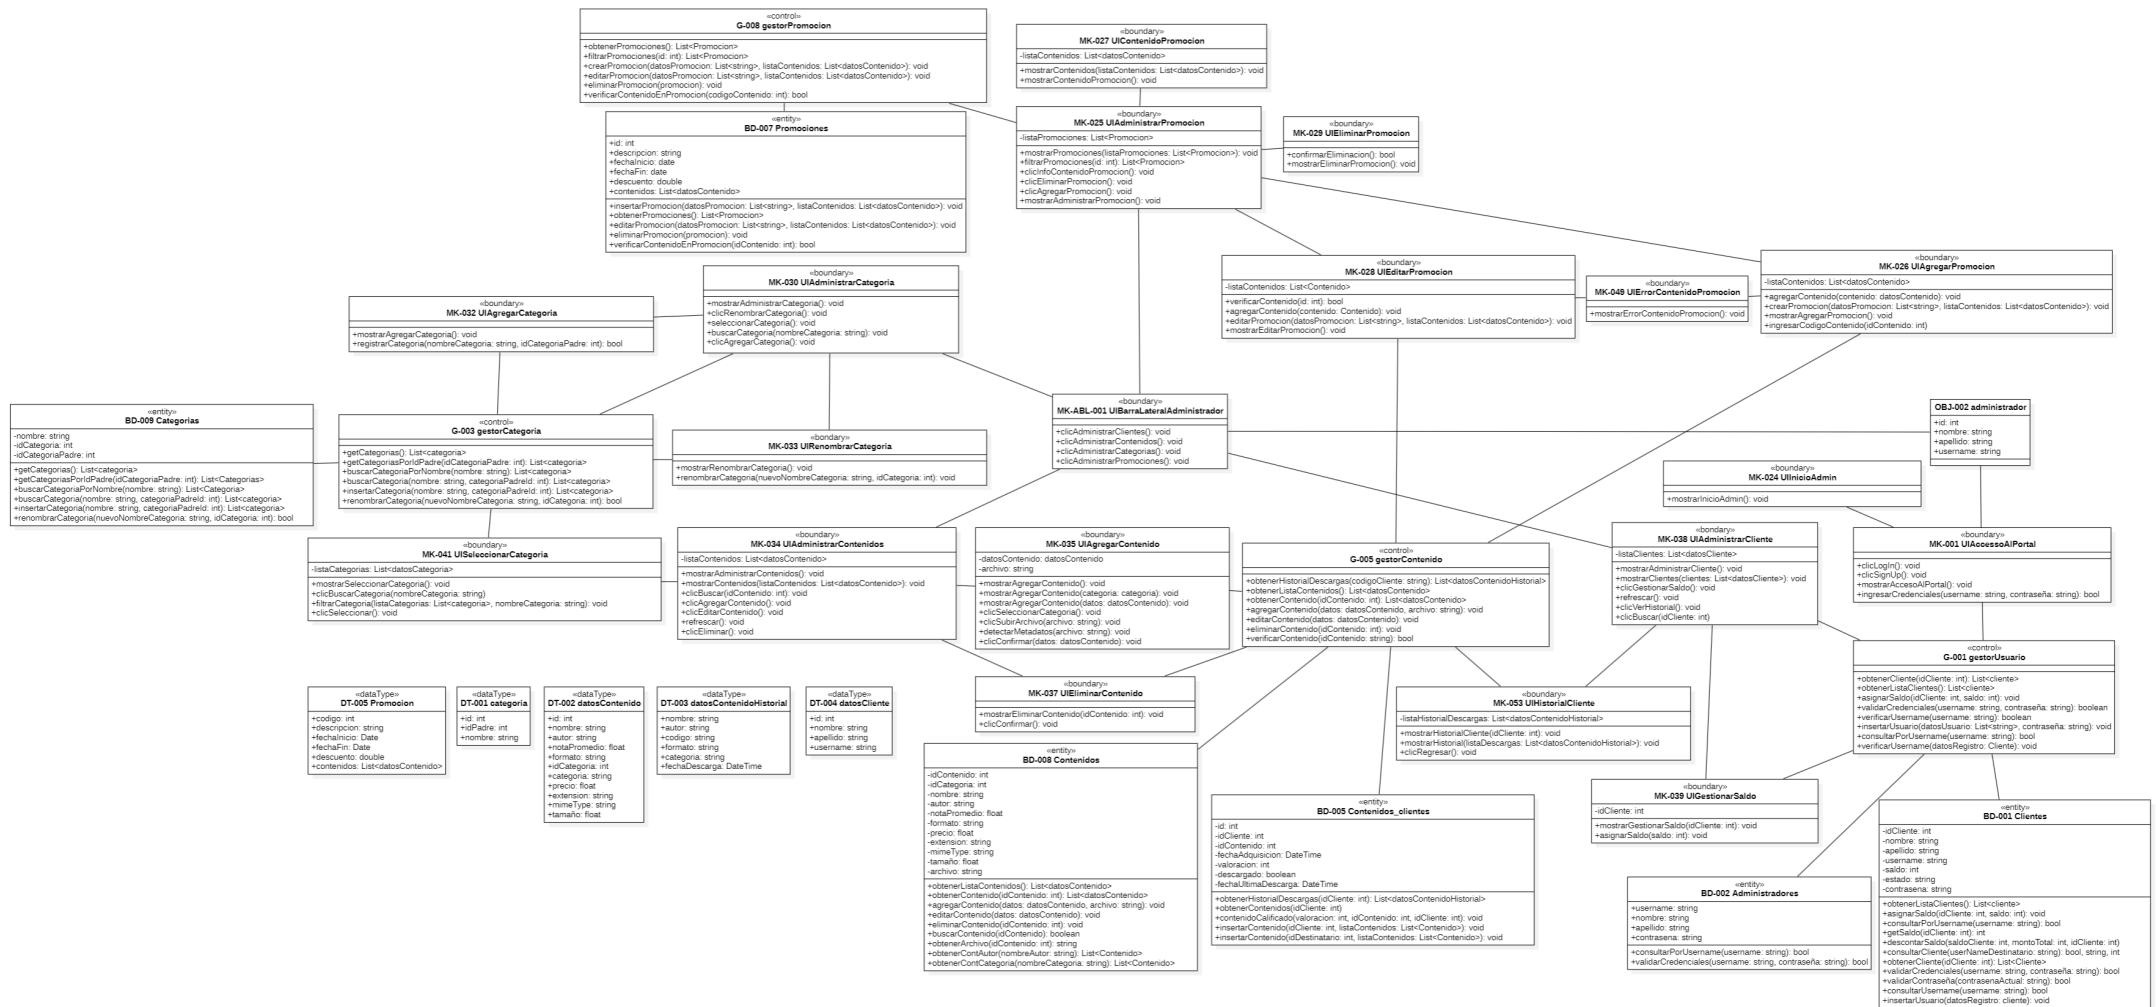 «control»
G-008 gestorPromocion
+obtenerPromociones(): List<Promocion>
+filtrarPromociones(id: int): List<Promocion>
+crearPromocion(datosPromocion: List<string>, listaContenidos: List<datosContenido>): void
+editarPromocion(datosPromocion: List<string>, listaContenidos: List<datosContenido>): void
+eliminarPromocion(promocion): void
+verificarContenidoEnPromocion(codigoContenido: int): bool
«boundary»
MK-027 UIContenidoPromocion
-listaContenidos: List<datosContenido>
+mostrarContenidos(listaContenidos: List<datosContenido>): void
+mostrarContenidoPromocion(): void
«entity»
BD-007 Promociones
+id: int
+descripcion: string
+fechaInicio: date
+fechaFin: date
+descuento: double
+contenidos: List<datosContenido>
+insertarPromocion(datosPromocion: List<string>, listaContenidos: List<datosContenido>): void
+obtenerPromociones(): List<Promocion>
+editarPromocion(datosPromocion: List<string>, listaContenidos: List<datosContenido>): void
+eliminarPromocion(promocion): void
+verificarContenidoEnPromocion(idContenido: int): bool
«boundary»
MK-025 UIAdministrarPromocion
-listaPromociones: List<Promocion>
+mostrarPromociones(listaPromociones: List<Promocion>): void
+filtrarPromociones(id: int): List<Promocion>
+clicInfoContenidoPromocion(): void
+clicEliminarPromocion(): void
+clicAgregarPromocion(): void
+mostrarAdministrarPromocion(): void
«boundary»
MK-029 UIEliminarPromocion
+confirmarEliminacion(): bool
+mostrarEliminarPromocion(): void
«boundary»
MK-030 UIAdministrarCategoria
+mostrarAdministrarCategoria(): void
+clicRenombrarCategoria(): void
+seleccionarCategoria(): void
+buscarCategoria(nombreCategoria: string): void
+clicAgregarCategoria(): void
«boundary»
MK-032 UIAgregarCategoria
+mostrarAgregarCategoria(): void
+registrarCategoria(nombreCategoria: string, idCategoriaPadre: int): bool
«boundary»
MK-028 UIEditarPromocion
-listaContenidos: List<Contenido>
+verificarContenido(id: int): bool
+agregarContenido(contenido: Contenido): void
+editarPromocion(datosPromocion: List<string>, listaContenidos: List<datosContenido>): void
+mostrarEditarPromocion(): void
«boundary»
MK-049 UIErrorContenidoPromocion
+mostrarErrorContenidoPromocion(): void
«boundary»
MK-026 UIAgregarPromocion
-listaContenidos: List<datosContenido>
+agregarContenido(contenido: datosContenido): void
+crearPromocion(datosPromocion: List<string>, listaContenidos: List<datosContenido>): void
+mostrarAgregarPromocion(): void
+ingresarCodigoContenido(idContenido: int)
«entity»
BD-009 Categorias
-nombre: string
-idCategoria: int
-idCategoriaPadre: int
+getCategorias(): List<categoria>
+getCategoriasPorIdPadre(idCategoriaPadre: int): List<Categorias>
+buscarCategoriaPorNombre(nombre: string): List<Categoria>
+buscarCategoria(nombre: string, categoriaPadreId: int): List<categoria>
+insertarCategoria(nombre: string, categoriaPadreId: int): List<categoria>
+renombrarCategoria(nuevoNombreCategoria: string, idCategoria: int): bool
«control»
G-003 gestorCategoria
+getCategorias(): List<categoria>
+getCategoriasPorIdPadre(idCategoriaPadre: int): List<categoria>
+buscarCategoriaPorNombre(nombre: string): List<categoria>
+buscarCategoria(nombre: string, categoriaPadreId: int): List<categoria>
+insertarCategoria(nombre: string, categoriaPadreId: int): List<categoria>
+renombrarCategoria(nuevoNombreCategoria: string, idCategoria: int): bool
«bondary»
MK-033 UIRenombrarCategoria
+mostrarRenombrarCategoria(): void
+renombrarCategoria(nuevoNombreCategoria: string, idCategoria: int): void
«boundary»
MK-ABL-001 UIBarraLateralAdministrador
+clicAdministrarClientes(): void
+clicAdministrarContenidos(): void
+clicAdministrarCategorias(): void
+clicAdministrarPromociones(): void
OBJ-002 administrador
+id: int
+nombre: string
+apellido: string
+username: string
«boundary»
MK-024 UIInicioAdmin
+mostrarInicioAdmin(): void
«boundary»
MK-041 UISeleccionarCategoria
-listaCategorias: List<datosCategoria>
+mostrarSeleccionarCategoria(): void
+clicBuscarCategoria(nombreCategoria: string)
+filtrarCategoria(listaCategorias: List<categoria>, nombreCategoria: string): void
+clicSeleccionar(): void
«boundary»
MK-034 UIAdministrarContenidos
-listaContenidos: List<datosContenido>
+mostrarAdministrarContenidos(): void
+mostrarContenidos(listaContenidos: List<datosContenido>): void
+clicBuscar(idContenido: int): void
+clicAgregarContenido(): void
+clicEditarContenido(): void
+refrescar(): void
+clicEliminar(): void
«boundary»
MK-035 UIAgregarContenido
-datosContenido: datosContenido
-archivo: string
+mostrarAgregarContenido(): void
+mostrarAgregarContenido(categoria: categoria): void
+mostrarAgregarContenido(datos: datosContenido): void
+clicSeleccionarCategoria(): void
+clicSubirArchivo(archivo: string): void
+detectarMetadatos(archivo: string): void
+clicConfirmar(datos: datosContenido): void
«control»
G-005 gestorContenido
+obtenerHistorialDescargas(codigoCliente: string): List<datosContenidoHistorial>
+obtenerListaContenidos(): List<datosContenido>
+obtenerContenido(idContenido: int): List<datosContenido>
+agregarContenido(datos: datosContenido, archivo: string): void
+editarContenido(datos: datosContenido): void
+eliminarContenido(idContenido: int): void
+verificarContenido(idContenido: string): bool
«boundary»
MK-038 UIAdministrarCliente
-listaClientes: List<datosCliente>
+mostrarAdministrarCliente(): void
+mostrarClientes(clientes: List<datosCliente>): void
+clicGestionarSaldo(): void
+refrescar(): void
+clicVerHistorial(): void
+clicBuscar(idCliente: int)
«boundary»
MK-001 UIAccesoAlPortal
+clicLogIn(): void
+clicSignUp(): void
+mostrarAccesoAlPortal(): void
+ingresarCredenciales(username: string, contraseña: string): bool
«control»
G-001 gestorUsuario
+obtenerCliente(idCliente: int): List<cliente>
+obtenerListaClientes(): List<cliente>
+asignarSaldo(idCliente: int, saldo: int): void
+validarCredenciales(username: string, contraseña: string): boolean
+verificarUsername(username: string): boolean
+insertarUsuario(datosUsuario: List<string>, contraseña: string): void
+consultarPorUsername(username: string): bool
+verificarUsername(datosRegistro: Cliente): void
«dataType»
DT-005 Promocion
+codigo: int
+descripcion: string
+fechaInicio: Date
+fechaFin: Date
+descuento: double
+contenidos: List<datosContenido>
«dataType»
DT-001 categoria
+id: int
+idPadre: int
+nombre: string
«dataType»
DT-002 datosContenido
+id: int
+nombre: string
+autor: string
+notaPromedio: float
+formato: string
+idCategoria: int
+categoria: string
+precio: float
+extension: string
+mimeType: string
+tamaño: float
«dataType»
DT-003 datosContenidoHistorial
+nombre: string
+autor: string
+codigo: string
+formato: string
+categoria: string
+fechaDescarga: DateTime
«dataType»
DT-004 datosCliente
+id: int
+nombre: string
+apellido: string
+username: string
«boundary»
MK-037 UIEliminarContenido
+mostrarEliminarContenido(idContenido: int): void
+clicConfirmar(): void
«boundary»
MK-053 UIHistorialCliente
-listaHistorialDescargas: List<datosContenidoHistorial>
+mostrarHistorialCliente(idCliente: int): void
+mostrarHistorial(listaDescargas: List<datosContenidoHistorial>): void
+clicRegresar(): void
«entity»
BD-008 Contenidos
-idContenido: int
-idCategoria: int
-nombre: string
-autor: string
-notaPromedio: float
-formato: string
-precio: float
-extension: string
-mimeType: string
-tamaño: float
-archivo: string
+obtenerListaContenidos(): List<datosContenido>
+obtenerContenido(idContenido: int): List<datosContenido>
+agregarContenido(datos: datosContenido, archivo: string): void
+editarContenido(datos: datosContenido): void
+eliminarContenido(idContenido: int): void
+buscarContenido(idContenido): boolean
+obtenerArchivo(idContenido: int): string
+obtenerContAutor(nombreAutor: string): List<Contenido>
+obtenerContCategoria(nombreCategoria: string): List<Contenido>
«entity»
BD-005 Contenidos_clientes
-id: int
-idCliente: int
-idContenido: int
-fechaAdquisicion: DateTime
-valoracion: int
-descargado: boolean
-fechaUltimaDescarga: DateTime
+obtenerHistorialDescargas(idCliente: int): List<datosContenidoHistorial>
+obtenerContenidos(idCliente: int)
+contenidoCalificado(valoracion: int, idContenido: int, idCliente: int): void
+insertarContenido(idCliente: int, listaContenidos: List<Contenido>): void
+insertarContenido(idDestinatario: int, listaContenidos: List<Contenido>): void
«boundary»
MK-039 UIGestionarSaldo
-idCliente: int
+mostrarGestionarSaldo(idCliente: int): void
+asignarSaldo(saldo: int): void
«entity»
BD-002 Administradores
+username: string
+nombre: string
+apellido: string
+contrasena: string
+consultarPorUsername(username: string): bool
+validarCredenciales(username: string, contraseña: string): bool
«entity»
BD-001 Clientes
-idCliente: int
-nombre: string
-apellido: string
-username: string
-saldo: int
-estado: string
-contrasena: string
+obtenerListaClientes(): List<cliente>
+asignarSaldo(idCliente: int, saldo: int): void
+consultarPorUsername(username: string): bool
+getSaldo(idCliente: int): int
+descontarSaldo(saldoCliente: int, montoTotal: int, idCliente: int)
+consultarCliente(userNameDestinatario: string): bool, string, int
+obtenerCliente(idCliente: int): List<Cliente>
+validarCredenciales(username: string, contraseña: string): bool
+validarContraseña(contrasenaActual: string): bool
+consultarUsername(username: string): bool
+insertarUsuario(datosRegistro: cliente): void